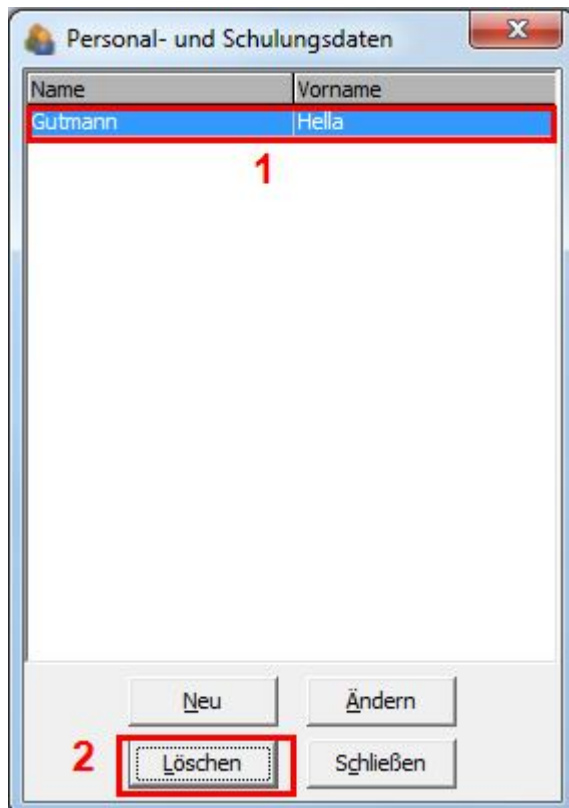 Personal- und Schulungsdaten
Name Vorname
Gutmann Hella
1
Neu Ändern
2 Löschen Schließen